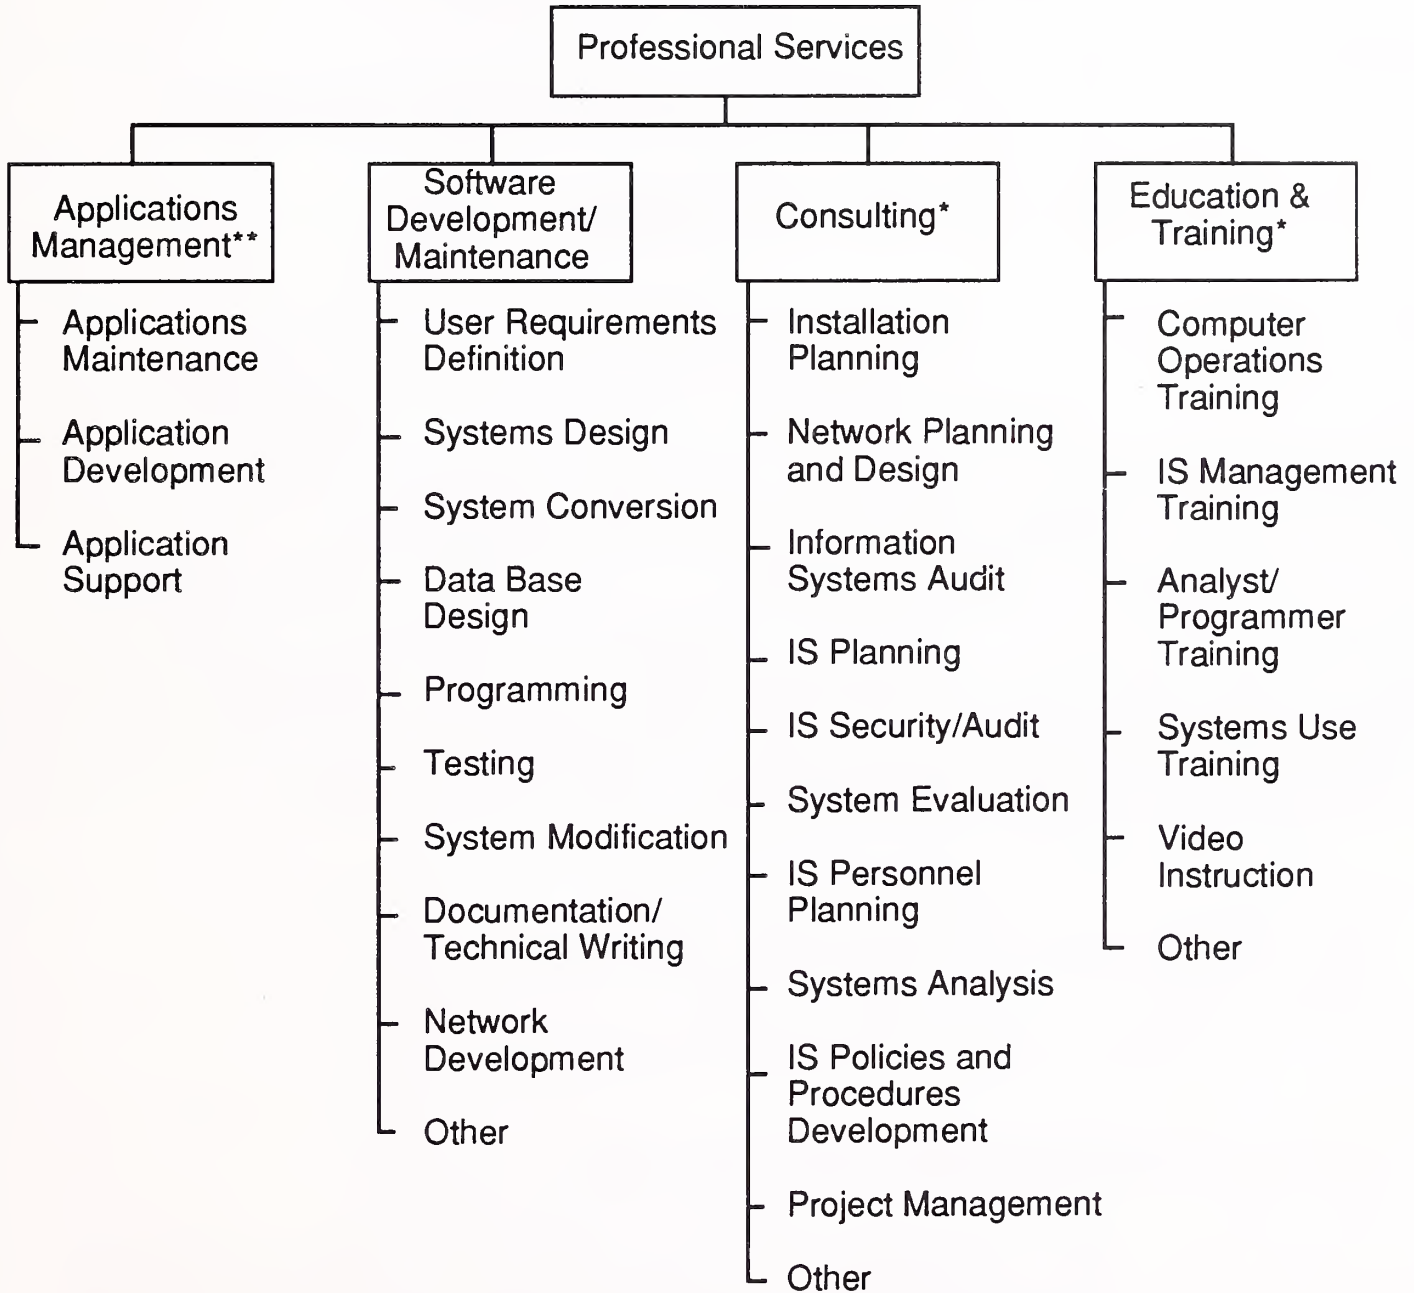 Professional Services
Applications
Management**
Applications
Maintenance
Application
Development
Application
Support
Software
Development/
Maintenance
User Requirements
Definition
Systems Design
System Conversion
Data Base
Design
Programming
Testing
System Modification
Documentation/
Technical Writing
Network
Development
Other
Consulting*
Installation
Planning
Network Planning
and Design
Information
Systems Audit
IS Planning
IS Security/Audit
System Evaluation
IS Personnel
Planning
Systems Analysis
IS Policies and
Procedures
Development
Project Management
Other
Education &
Training*
Computer
Operations
Training
IS Management
Training
Analyst/
Programmer
Training
Systems Use
Training
Video
Instruction
Other